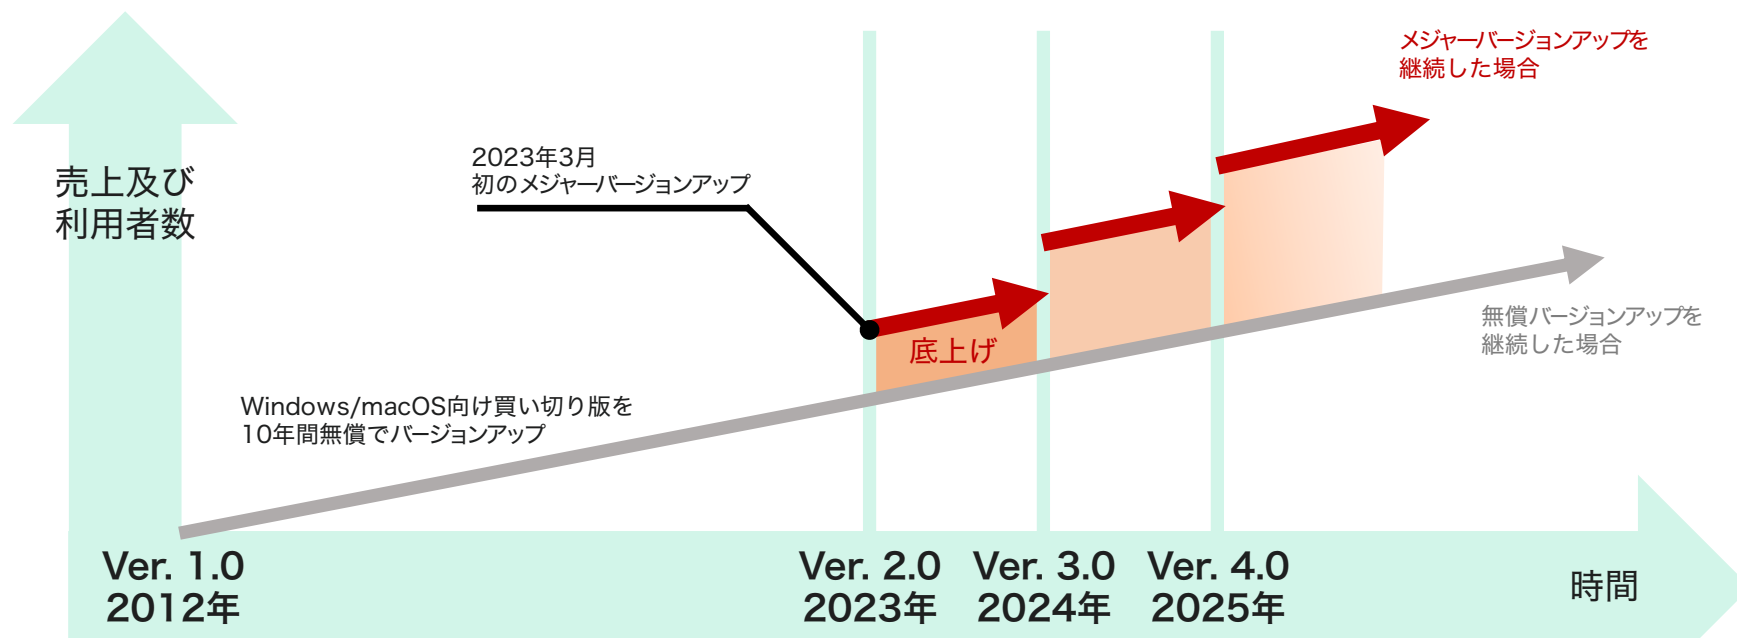 メジャーバージョンアップを
継続した場合
2023年3月
初のメジャーバージョンアップ
売上及び
利用者数
底上げ
無償バージョンアップを
継続した場合
Windows/macOS向け買い切り版を
10年間無償でバージョンアップ
Ver. 1.0
2012年
Ver. 2.0
2023年
Ver. 3.0
2024年
Ver. 4.0
2025年
時間